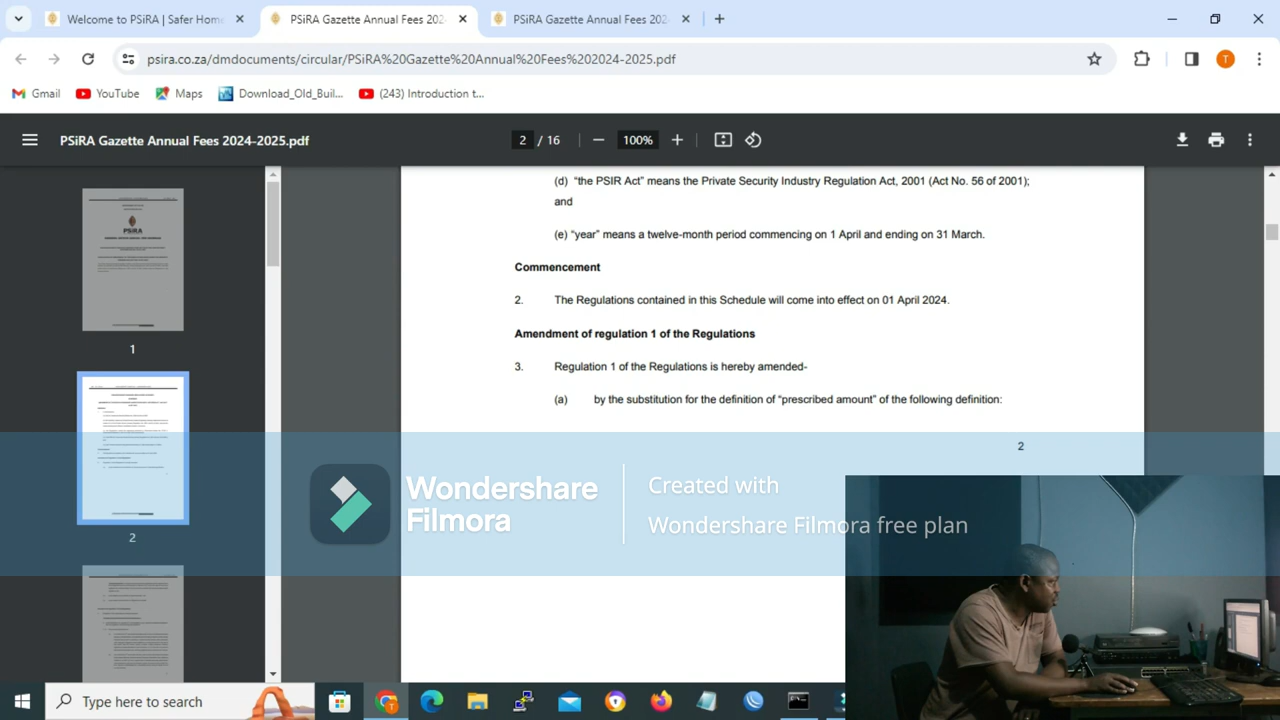 Welcome to PSiRA | Safer Home
PSiRA Gazette Annual Fees 202
PSiRA Gazette Annual Fees 202
psira.co.za/dmdocuments/circular/PSiRA%20Gazette%20Annual%20Fees%202024-2025.pdf
T
Gmail
YouTube
Maps
Download_Old_Buil...
(243) Introduction t...
PSiRA Gazette Annual Fees 2024-2025.pdf
2 / 16
100%
PSiRA
1
2
(d) “the PSIR Act” means the Private Security Industry Regulation Act, 2001 (Act No. 56 of 2001);
and
(e) “year” means a twelve-month period commencing on 1 April and ending on 31 March.
Commencement
2. The Regulations contained in this Schedule will come into effect on 01 April 2024.
Amendment of regulation 1 of the Regulations
3. Regulation 1 of the Regulations is hereby amended-
(a) by the substitution for the definition of “prescribed amount” of the following definition:
2
Wondershare
Filmora
Created with
Wondershare Filmora free plan
Type here to search